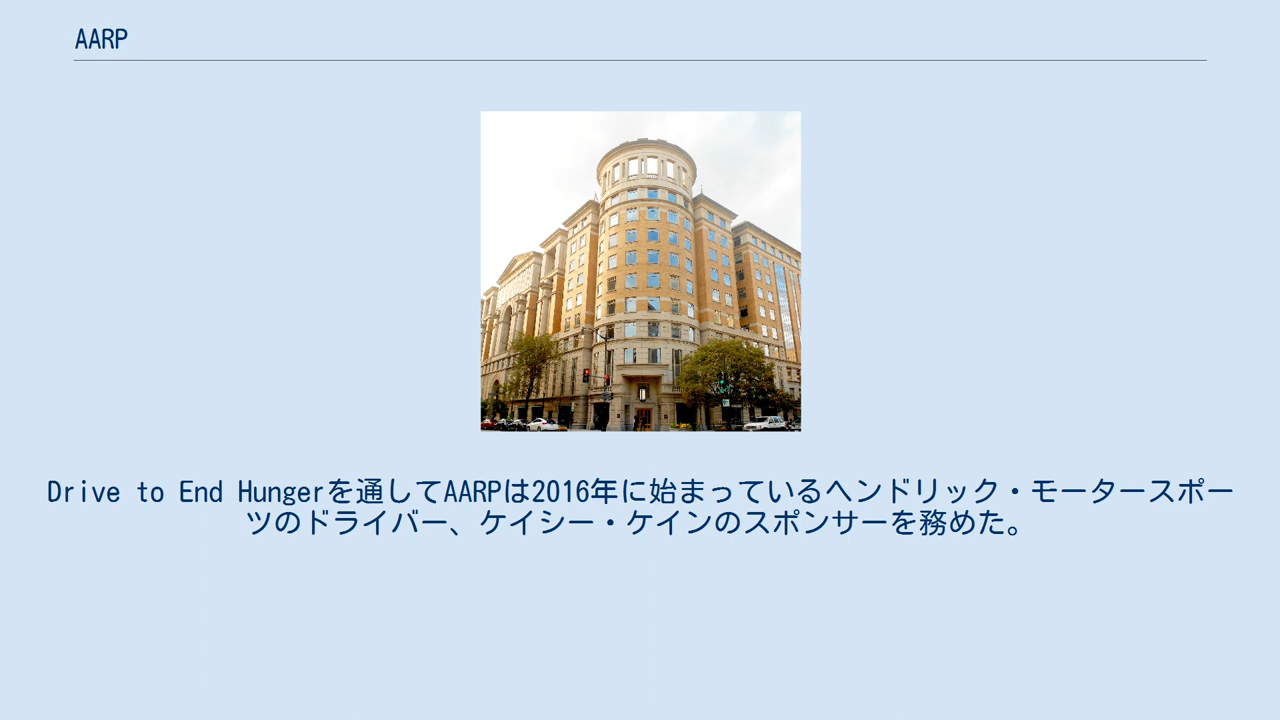 AARP
Drive to End Hungerを通してAARPは2016年に始まっているヘンドリック・モータースポー
ツのドライバー、ケイシー・ケインのスポンサーを務めた。